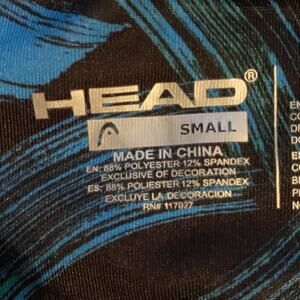 HEAD®
SMALL
MADE IN CHINA
EN: 88% POLYESTER 12% SPANDEX
EXCLUSIVE OF DECORATION
ES: 88% POLIESTER 12% SPANDEX
EXCLUYE LA DECORACION
RN# 117927